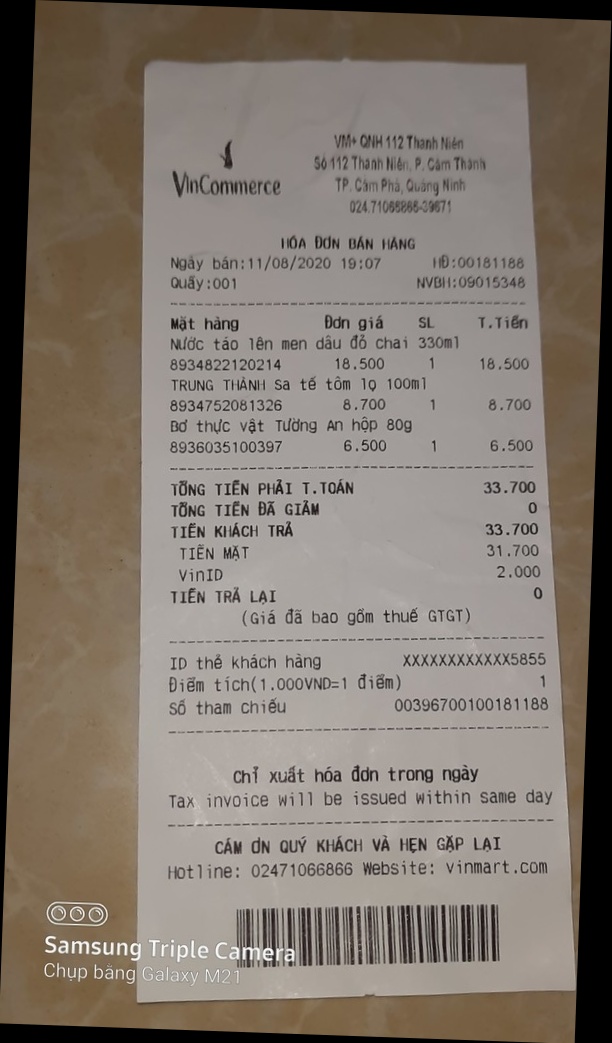 VinCommerce
VM+ QNH 112 Thanh Niên
Số 112 Thanh Niên, P. Cẩm Thành
TP. Cẩm Phả, Quảng Ninh
024.71066866-39671
HÓA ĐƠN BÁN HÀNG
Ngày bán:11/08/2020 19:07 HĐ:00181188
Quầy:001 NVBH:09015348
Mặt hàng Đơn giá SL T.Tiền
Nước táo lên men dâu đỏ chai 330ml
8934822120214 18.500 1 18.500
TRUNG THÀNH Sa tế tôm lọ 100ml
8934752081326 8.700 1 8.700
Bơ thực vật Tường An hộp 80g
8936035100397 6.500 1 6.500
TỔNG TIỀN PHẢI T.TOÁN 33.700
TỔNG TIỀN ĐÃ GIẢM 0
TIỀN KHÁCH TRẢ 33.700
TIỀN MẶT 31.700
VinID 2.000
TIỀN TRẢ LẠI 0
(Giá đã bao gồm thuế GTGT)
ID thẻ khách hàng XXXXXXXXXXXX5855
Điểm tích(1.000VND=1 điểm) 1
Số tham chiếu 00396700100181188
Chỉ xuất hóa đơn trong ngày
Tax invoice will be issued within same day
CẢM ƠN QUÝ KHÁCH VÀ HẸN GẶP LẠI
Hotline: 02471066866 Website: vinmart.com
Samsung Triple Camera
Chụp bằng Galaxy M21